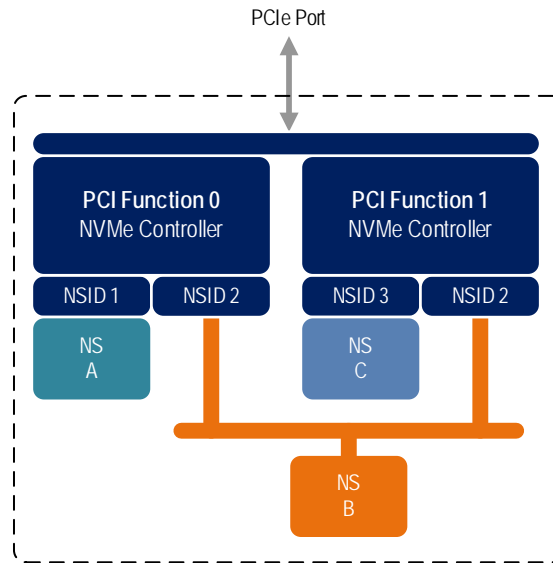 PCIe Port
PCI Function 0
NVMe Controller
PCI Function 1
NVMe Controller
NSID 1
NSID 2
NSID 3
NSID 2
NS
A
NS
C
NS
B